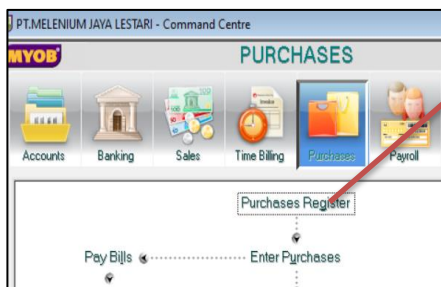 PT.MELENIUM JAYA LESTARI - Command Centre
MYOB
PURCHASES
Accounts Banking Sales Time Billing Purchases Payroll
Purchases Register
Pay Bills Enter Purchases